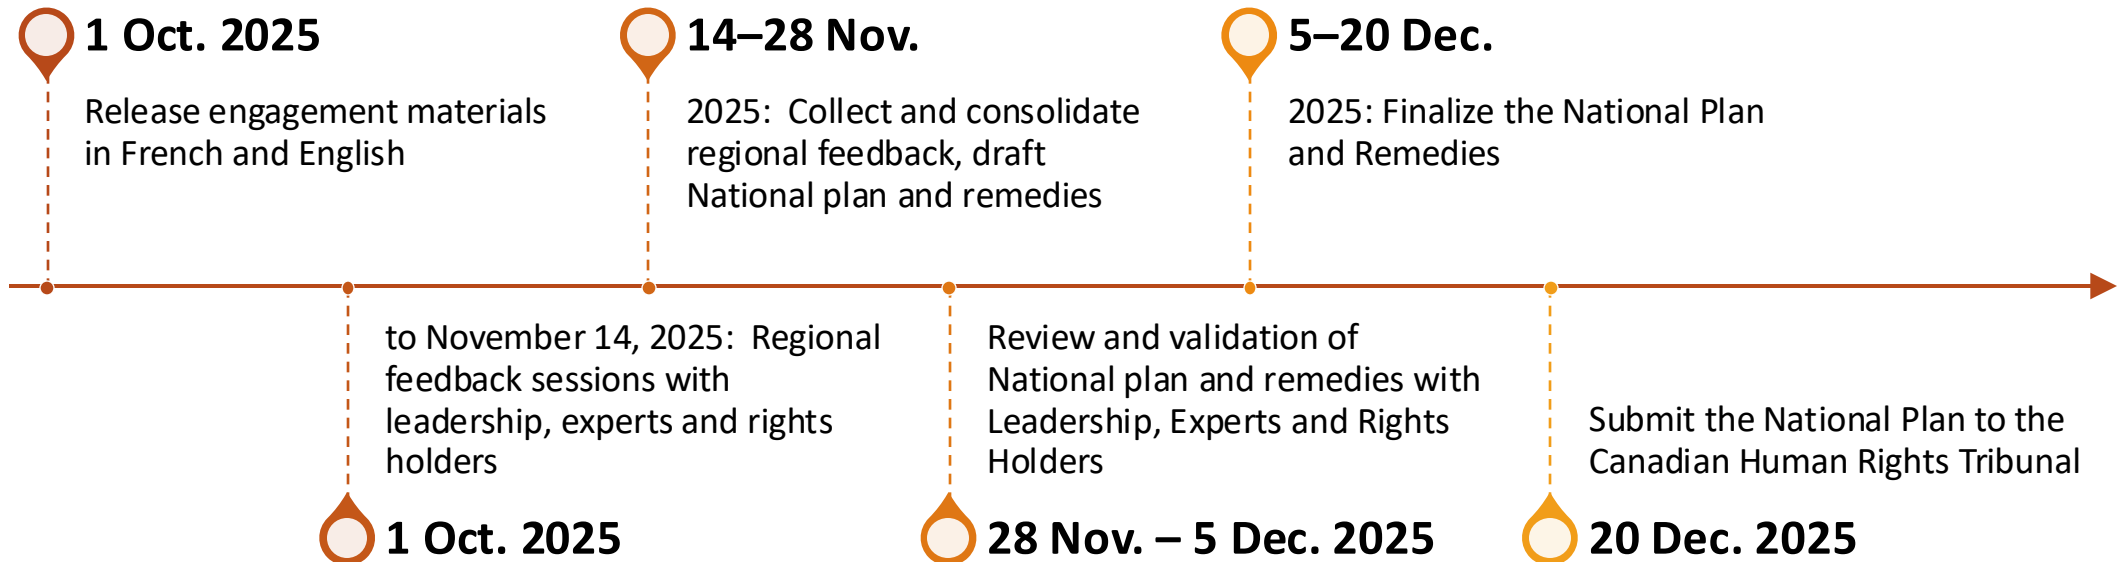 1 Oct. 2025
Release engagement materials
in French and English
to November 14, 2025:  Regional
feedback sessions with
leadership, experts and rights
holders
1 Oct. 2025
14–28 Nov.
2025:  Collect and consolidate
regional feedback, draft
National plan and remedies
Review and validation of
National plan and remedies with
Leadership, Experts and Rights
Holders
28 Nov. – 5 Dec. 2025
5–20 Dec.
2025: Finalize the National Plan
and Remedies
Submit the National Plan to the
Canadian Human Rights Tribunal
20 Dec. 2025